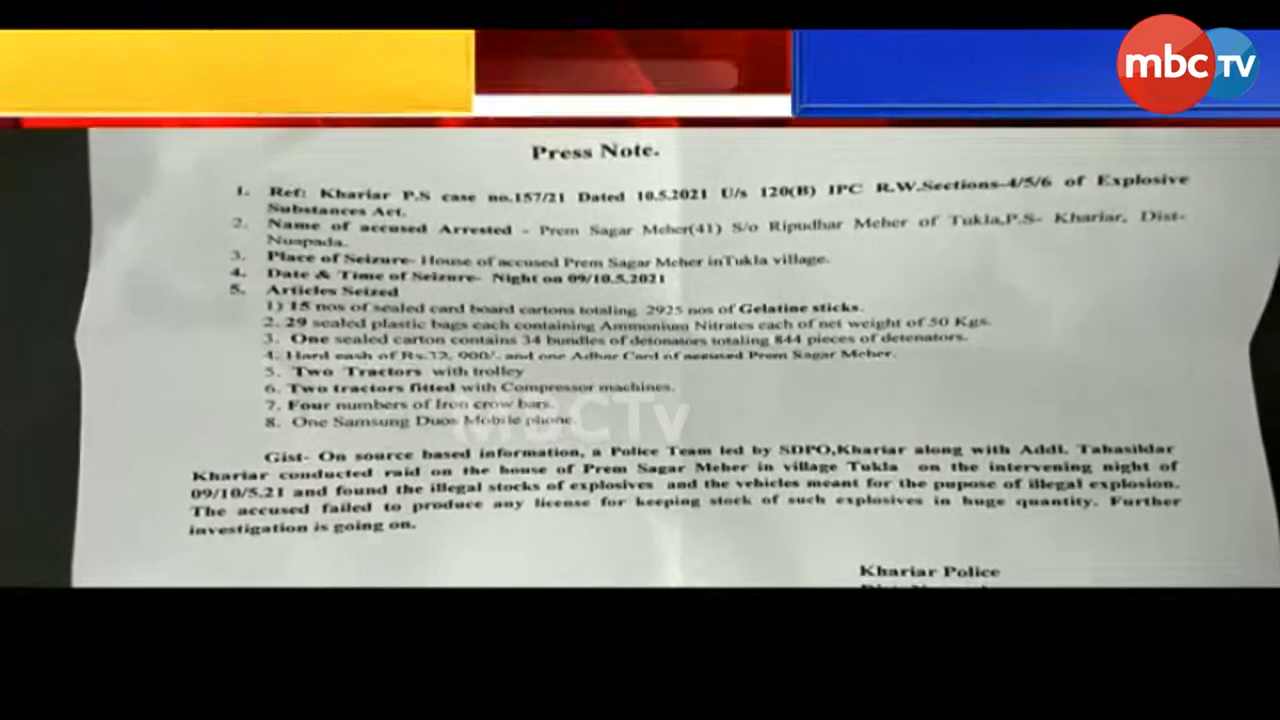 mbc TV
Press Note.
1. Ref: Khariar P.S case no.157/21 Dated 10.5.2021 U/s 120(B) IPC R.W.Sections-4/5/6 of Explosive
Substances Act.
2. Name of accused Arrested - Prem Sagar Meher(41) S/o Ripudhar Meher of Tukla,P.S- Khariar, Dist-
Nuapada.
3. Place of Seizure- House of accused Prem Sagar Meher inTukla village.
4. Date & Time of Seizure- Night on 09/10.5.2021
5. Articles Seized
1) 15 nos of sealed card board cartons totaling 2925 nos of Gelatine sticks.
2. 29 sealed plastic bags each containing Ammonium Nitrates each of net weight of 50 Kgs.
3. One sealed carton contains 34 bundles of detonators totaling 844 pieces of detenators.
4. Hard cash of Rs.32, 900/- and one Adhar Card of accused Prem Sagar Meher.
5. Two Tractors with trolley
6. Two tractors fitted with Compressor machines.
7. Four numbers of Iron crow bars.
8. One Samsung Duos Mobile phone.
MBCTv
Gist- On source based information, a Police Team led by SDPO,Khariar along with Addl. Tahasildar
Khariar conducted raid on the house of Prem Sagar Meher in village Tukla on the intervening night of
09/10/5.21 and found the illegal stocks of explosives and the vehicles meant for the pupose of illegal explosion.
The accused failed to produce any license for keeping stock of such explosives in huge quantity. Further
investigation is going on.
Khariar Police